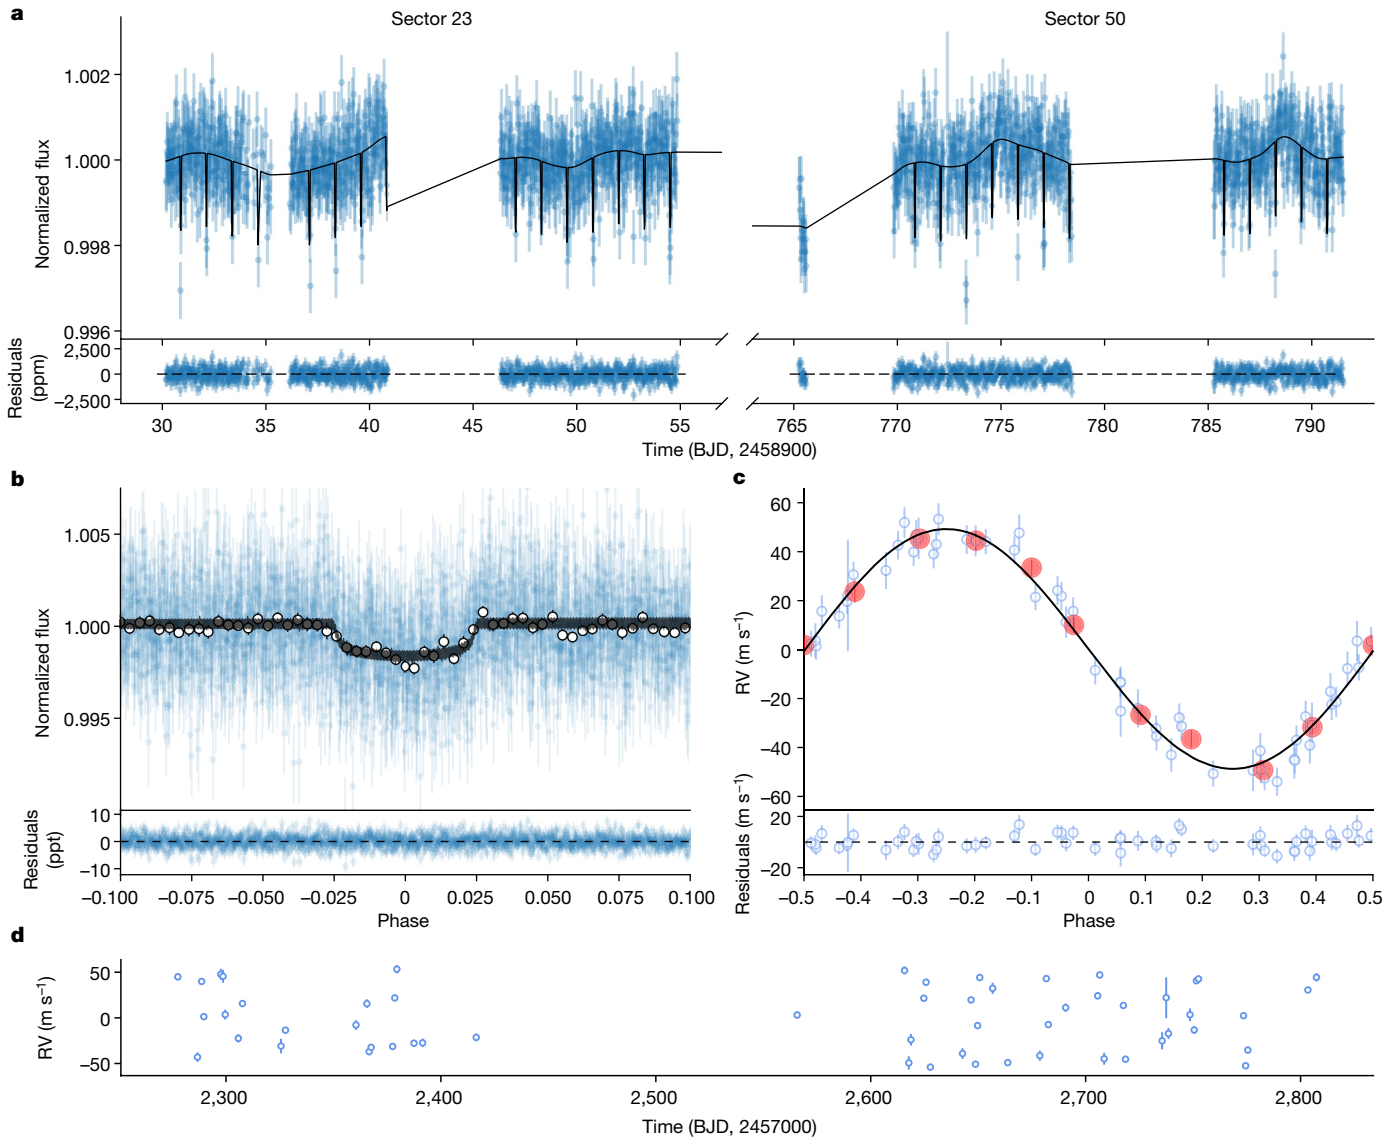 a
Sector 23
Sector 50
Normalized flux
1.002
1.000
0.998
0.996
Residuals
(ppm)
2,500
0
−2,500
30 35 40 45 50 55 765 770 775 780 785 790
Time (BJD, 2458900)
b
Normalized flux
1.005
1.000
0.995
Residuals
(ppt)
10
0
−10
−0.100 −0.075 −0.050 −0.025 0 0.025 0.050 0.075 0.100
Phase
c
RV (m s⁻¹)
60
40
20
0
−20
−40
−60
Residuals (m s⁻¹)
20
0
−20
−0.5 −0.4 −0.3 −0.2 −0.1 0 0.1 0.2 0.3 0.4 0.5
Phase
d
RV (m s⁻¹)
50
0
−50
2,300 2,400 2,500 2,600 2,700 2,800
Time (BJD, 2457000)